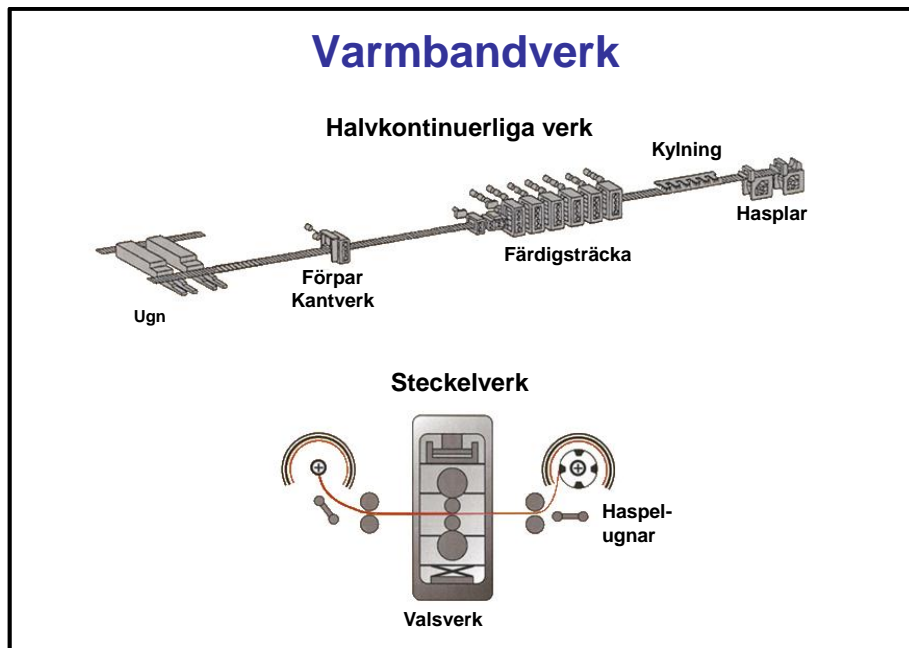 Varmbandverk
Halvkontinuerliga verk
Kylning
Hasplar
Färdigsträcka
Förpar
Kantverk
Ugn
Steckelverk
Haspel-
ugnar
Valsverk